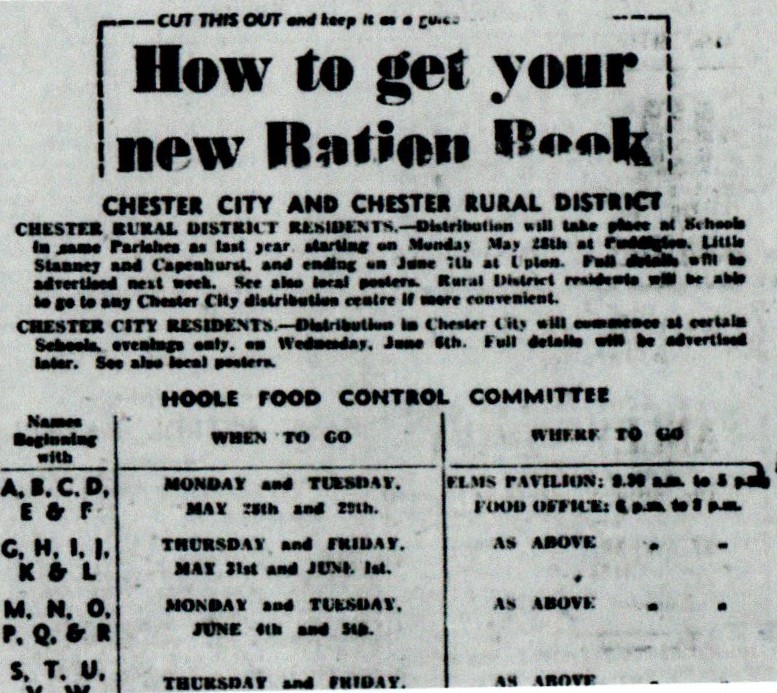 CUT THIS OUT and keep it as a guide
How to get your
new Ration Book
CHESTER CITY AND CHESTER RURAL DISTRICT
CHESTER RURAL DISTRICT RESIDENTS.—Distribution will take place at Schools
in same Parishes as last year, starting on Monday May 28th at Puddington, Little
Stanney and Capenhurst, and ending on June 7th at Upton. Full details will be
advertised next week. See also local posters. Rural District residents will be able
to go to any Chester City distribution centre if more convenient.
CHESTER CITY RESIDENTS.—Distribution in Chester City will commence at certain
Schools, evenings only, on Wednesday, June 6th. Full details will be advertised
later. See also local posters.
HOOLE FOOD CONTROL COMMITTEE
Names
Beginning
with
WHEN TO GO
WHERE TO GO
A, B, C, D,
E & F
MONDAY and TUESDAY,
MAY 28th and 29th.
ELMS PAVILION: 9.30 a.m. to 5 p.m.
FOOD OFFICE: 6 p.m. to 8 p.m.
G, H, I, J,
K & L
THURSDAY and FRIDAY,
MAY 31st and JUNE 1st.
AS ABOVE " "
M, N, O,
P, Q, & R
MONDAY and TUESDAY,
JUNE 4th and 5th.
AS ABOVE " "
S, T, U,
V, W
THURSDAY and FRIDAY,
AS ABOVE " "